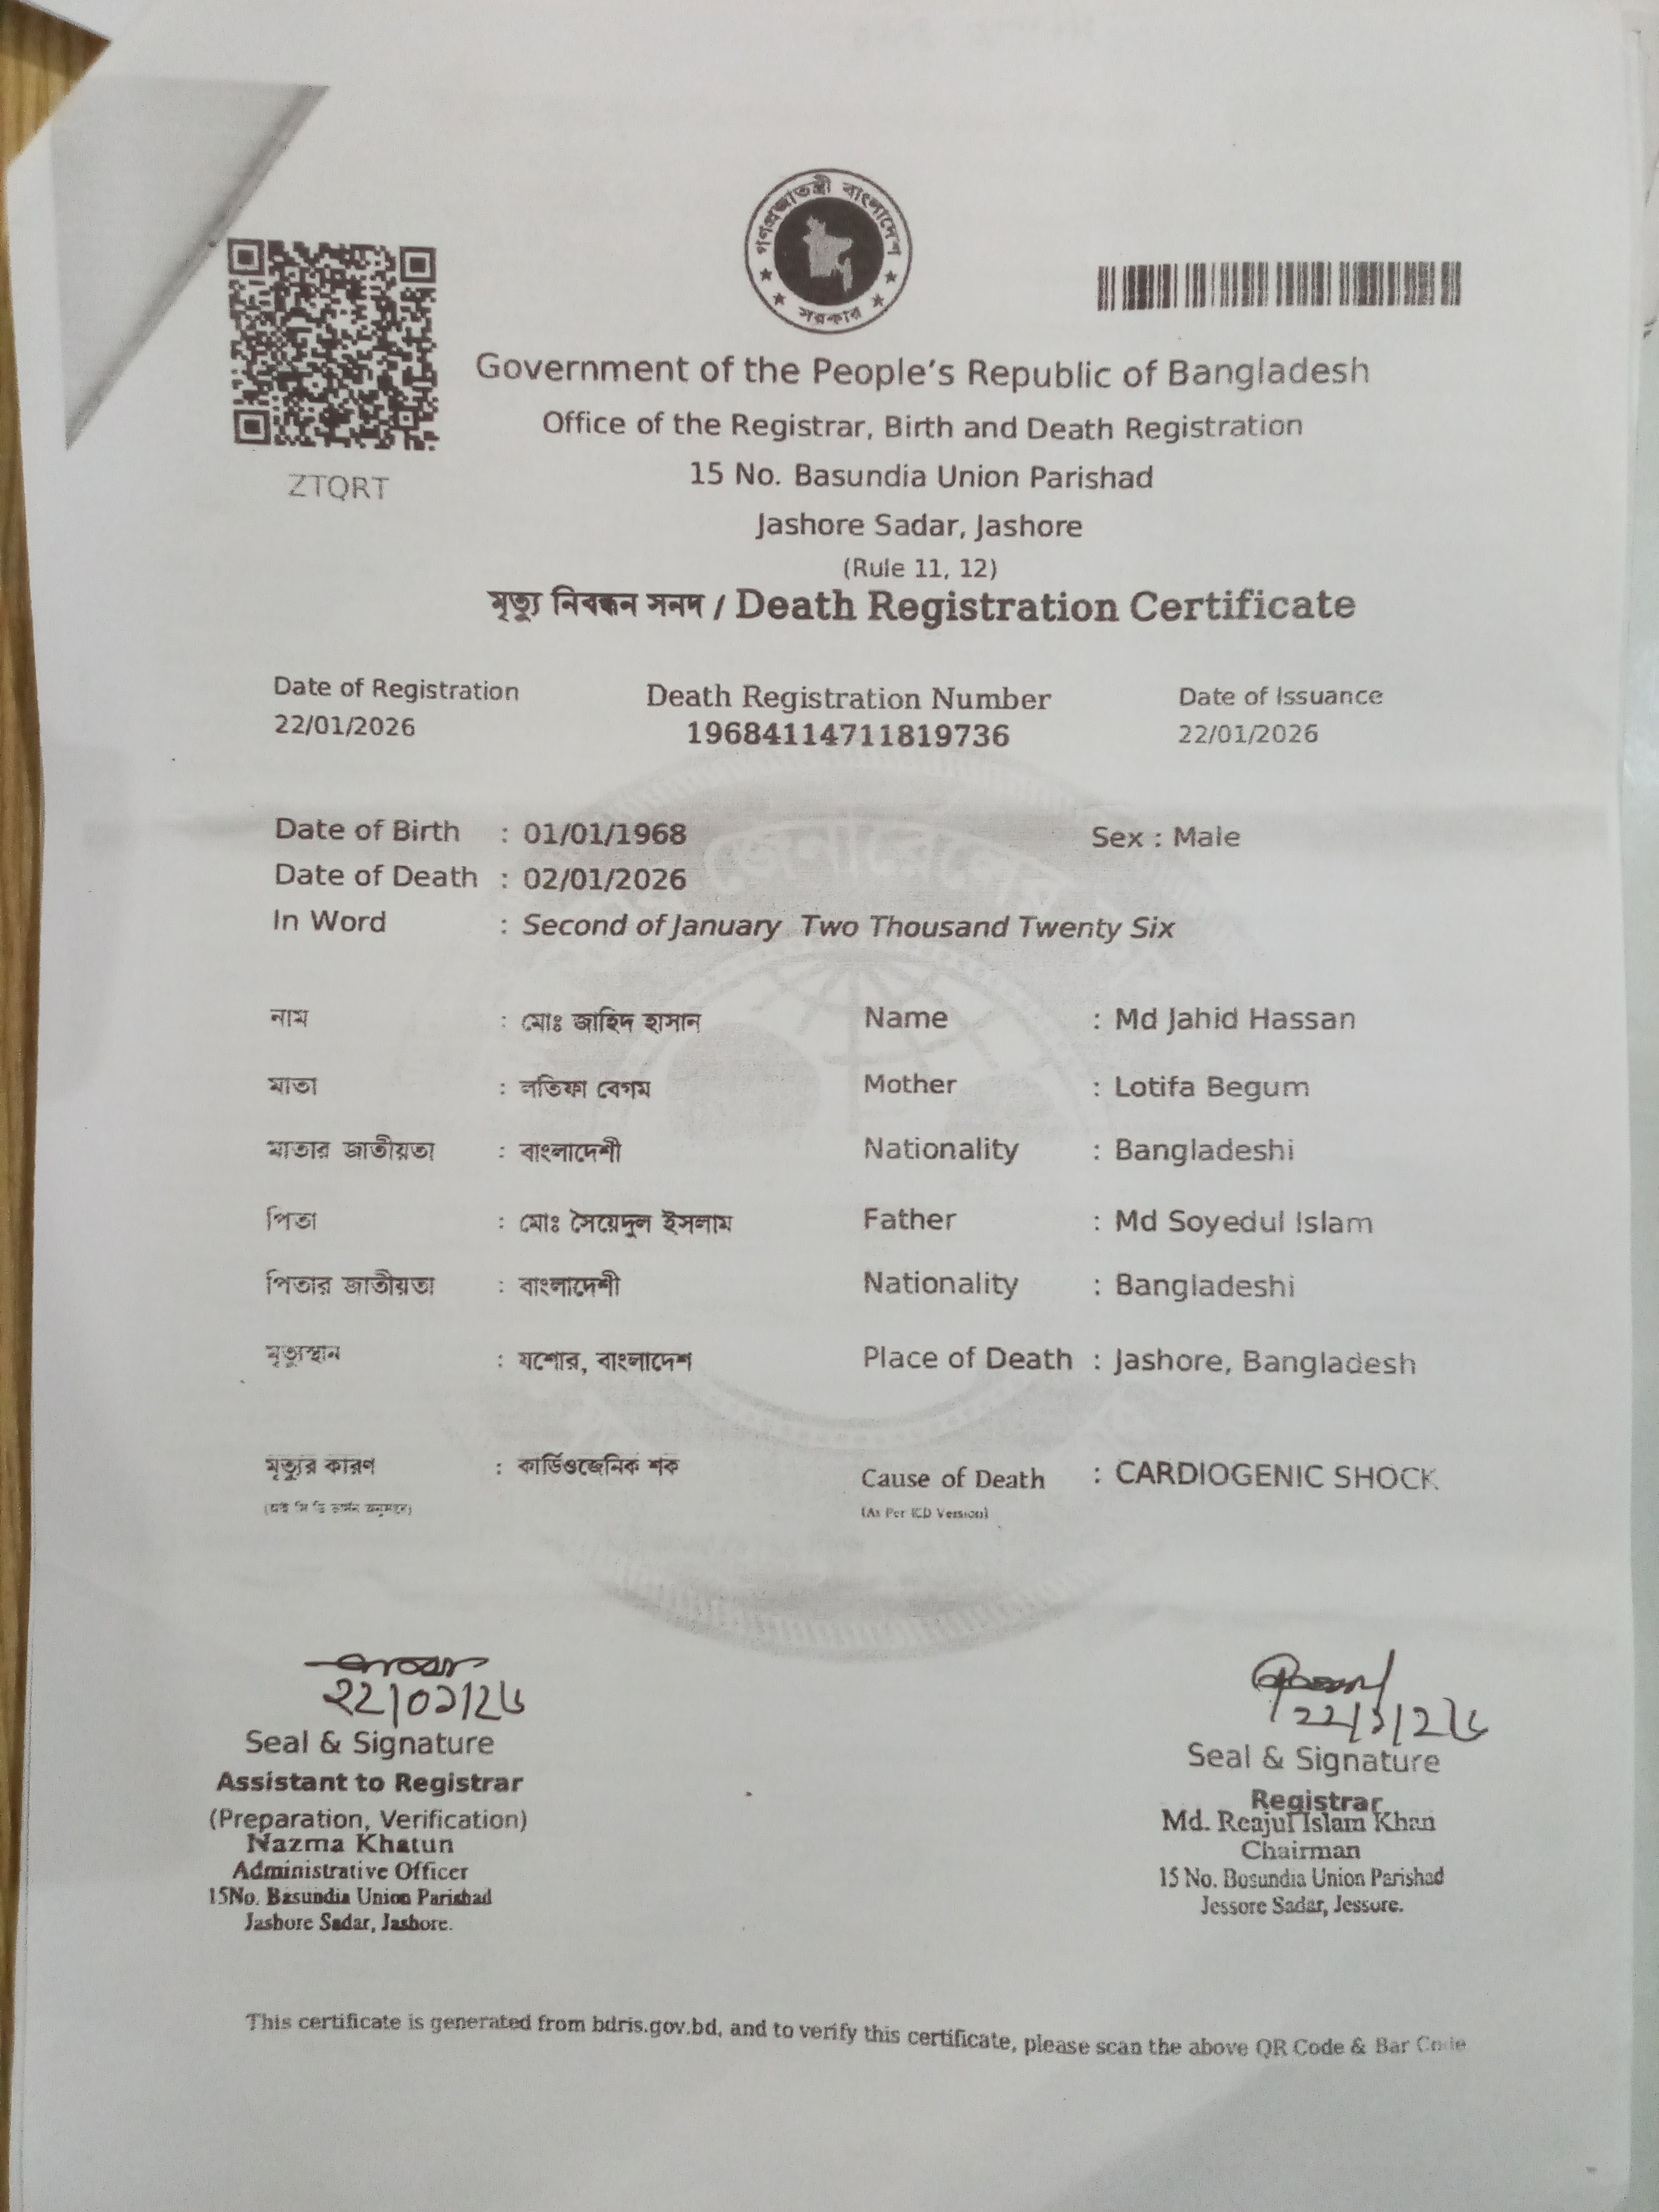 গণপ্রজাতন্ত্রী বাংলাদেশ
সরকার
ZTQRT
Government of the People's Republic of Bangladesh
Office of the Registrar, Birth and Death Registration
15 No. Basundia Union Parishad
Jashore Sadar, Jashore
(Rule 11, 12)
মৃত্যু নিবন্ধন সনদ / Death Registration Certificate
Date of Registration Death Registration Number Date of Issuance
22/01/2026 19684114711819736 22/01/2026
Date of Birth : 01/01/1968 Sex : Male
Date of Death : 02/01/2026
In Word : Second of January Two Thousand Twenty Six
নাম : মোঃ জাহিদ হাসান Name : Md Jahid Hassan
মাতা : লতিফা বেগম Mother : Lotifa Begum
মাতার জাতীয়তা : বাংলাদেশী Nationality : Bangladeshi
পিতা : মোঃ সৈয়েদুল ইসলাম Father : Md Soyedul Islam
পিতার জাতীয়তা : বাংলাদেশী Nationality : Bangladeshi
মৃত্যুস্থান : যশোর, বাংলাদেশ Place of Death : Jashore, Bangladesh
মৃত্যুর কারণ : কার্ডিওজেনিক শক Cause of Death : CARDIOGENIC SHOCK
(As Per ICD Version)
22/1/26
Seal & Signature Seal & Signature
Assistant to Registrar Registrar
(Preparation, Verification) Md. Reajul Islam Khan
Nazma Khatun Chairman
Administrative Officer 15 No. Bosundia Union Parishad
15No. Basundia Union Parishad Jessore Sadar, Jessore.
Jashore Sadar, Jashore.
This certificate is generated from bdris.gov.bd, and to verify this certificate, please scan the above QR Code & Bar Code